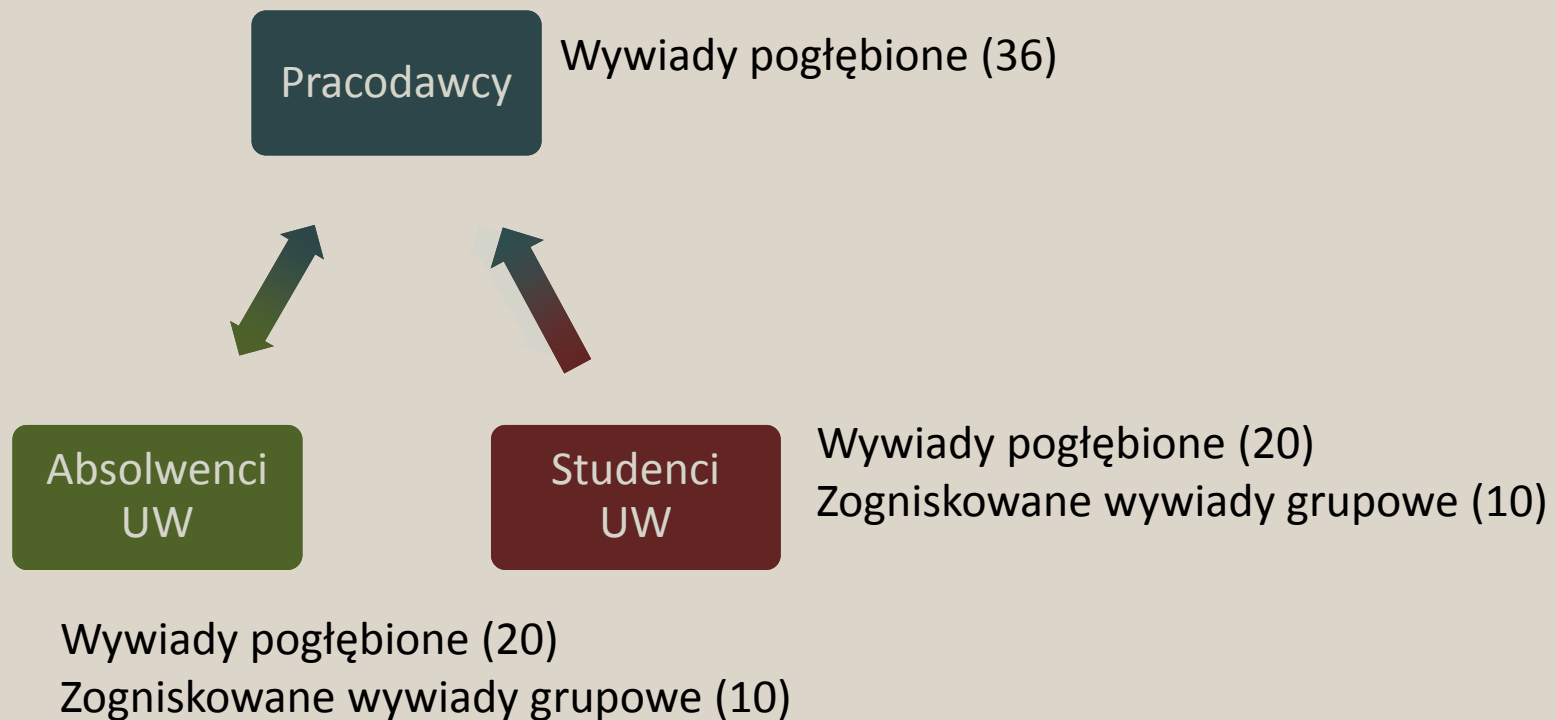 Pracodawcy
Wywiady pogłębione (36)
Absolwenci
UW
Studenci
UW
Wywiady pogłębione (20)
Zogniskowane wywiady grupowe (10)
Wywiady pogłębione (20)
Zogniskowane wywiady grupowe (10)